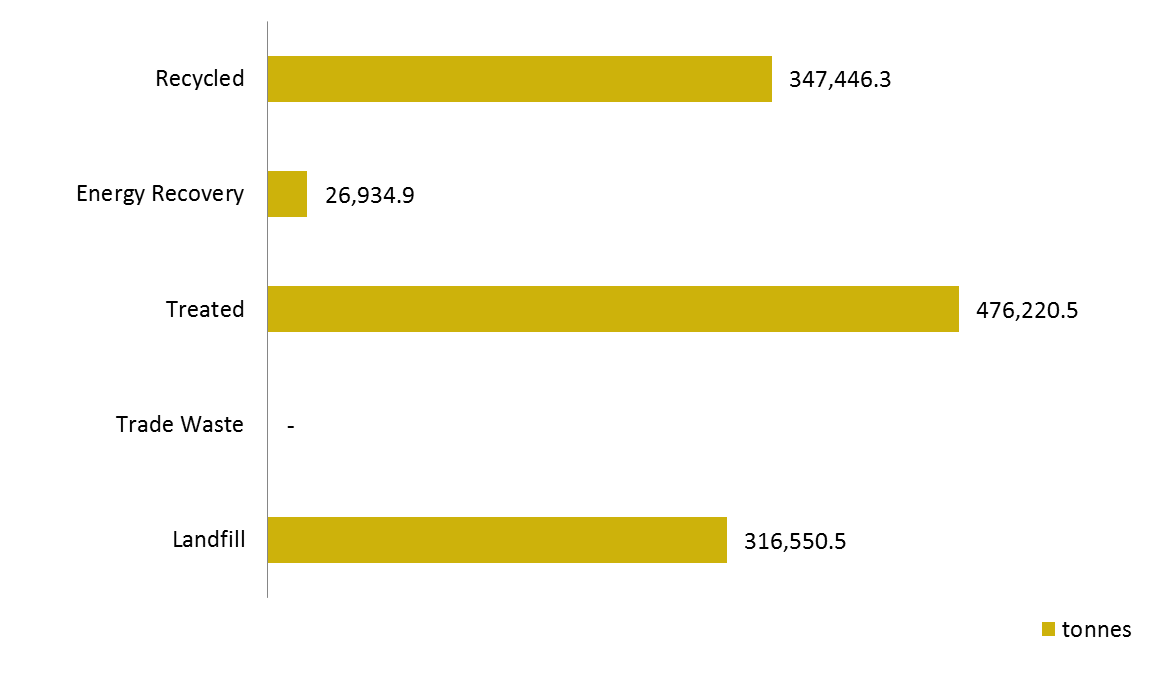 Recycled 347,446.3
Energy Recovery 26,934.9
Treated 476,220.5
Trade Waste -
Landfill 316,550.5
tonnes